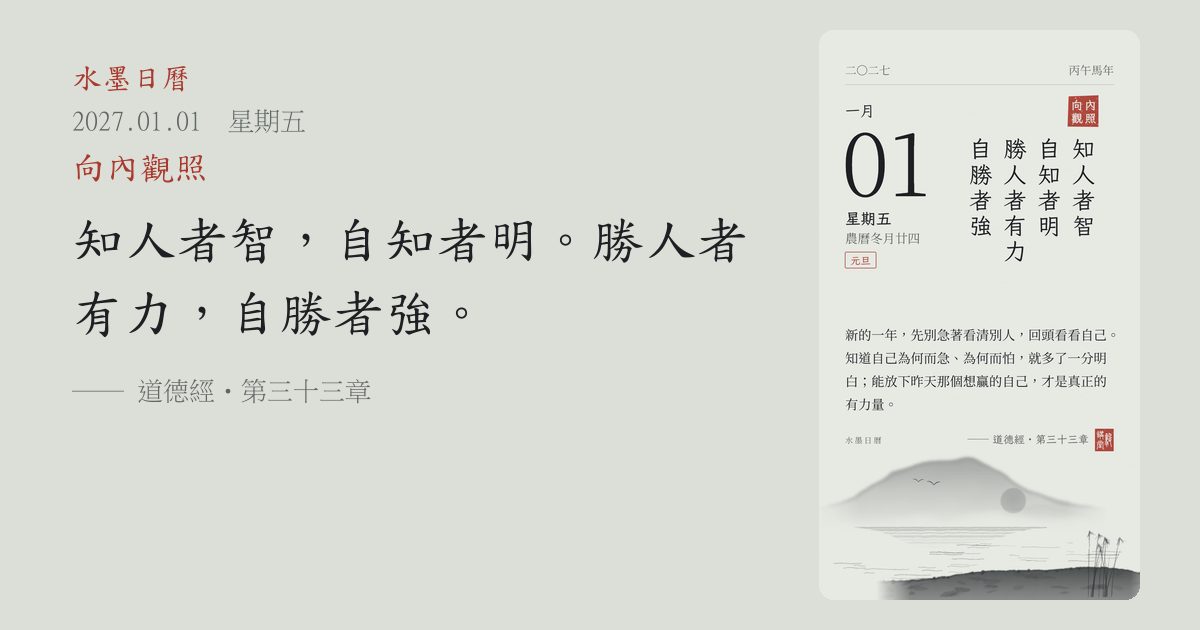 水墨日曆
2027.01.01 星期五
向內觀照
知人者智，自知者明。勝人者
有力，自勝者強。
—— 道德經・第三十三章
二〇二七
丙午馬年
一月
01
星期五
農曆冬月廿四
元旦
向內觀照
知人者智
自知者明
勝人者有力
自勝者強
新的一年，先別急著看清別人，回頭看看自己。
知道自己為何而急、為何而怕，就多了一分明
白；能放下昨天那個想贏的自己，才是真正的
有力量。
水墨日曆
—— 道德經・第三十三章